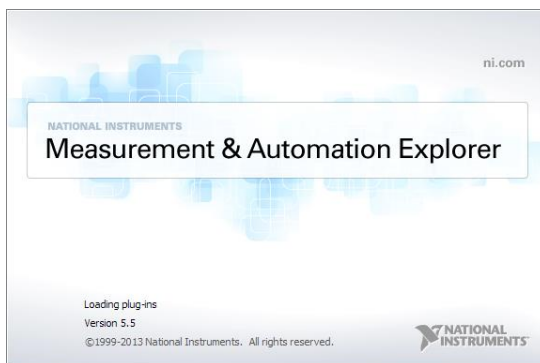 ni.com
NATIONAL INSTRUMENTS
Measurement & Automation Explorer
Loading plug-ins
Version 5.5
©1999-2013 National Instruments. All rights reserved.
NATIONAL
INSTRUMENTS™